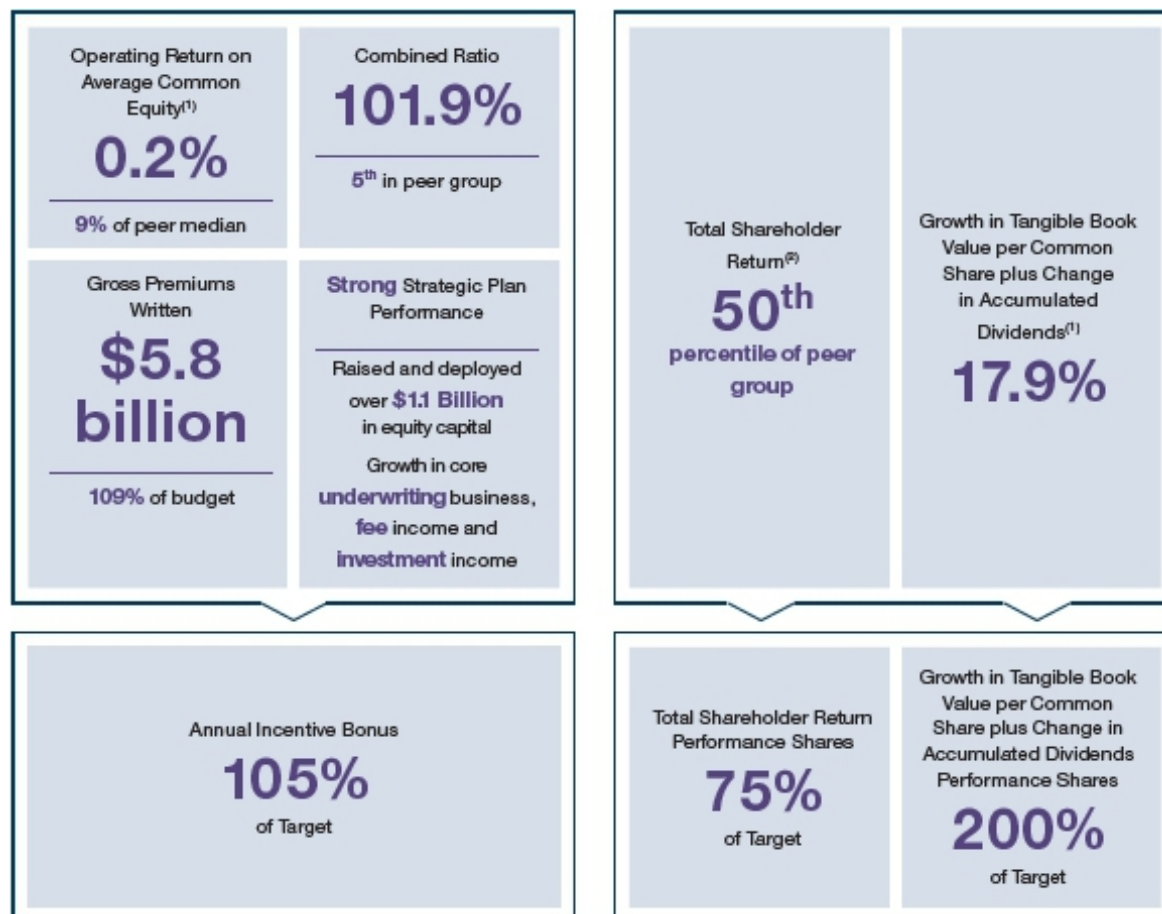 Operating Return on
Average Common
Equity(1)
0.2%
9% of peer median
Combined Ratio
101.9%
5th in peer group
Gross Premiums
Written
$5.8
billion
109% of budget
Strong Strategic Plan
Performance
Raised and deployed
over $1.1 Billion
in equity capital
Growth in core
underwriting business,
fee income and
investment income
Total Shareholder
Return(2)
50th
percentile of peer
group
Growth in Tangible Book
Value per Common
Share plus Change
in Accumulated
Dividends(1)
17.9%
Annual Incentive Bonus
105%
of Target
Total Shareholder Return
Performance Shares
75%
of Target
Growth in Tangible Book
Value per Common
Share plus Change in
Accumulated Dividends
Performance Shares
200%
of Target